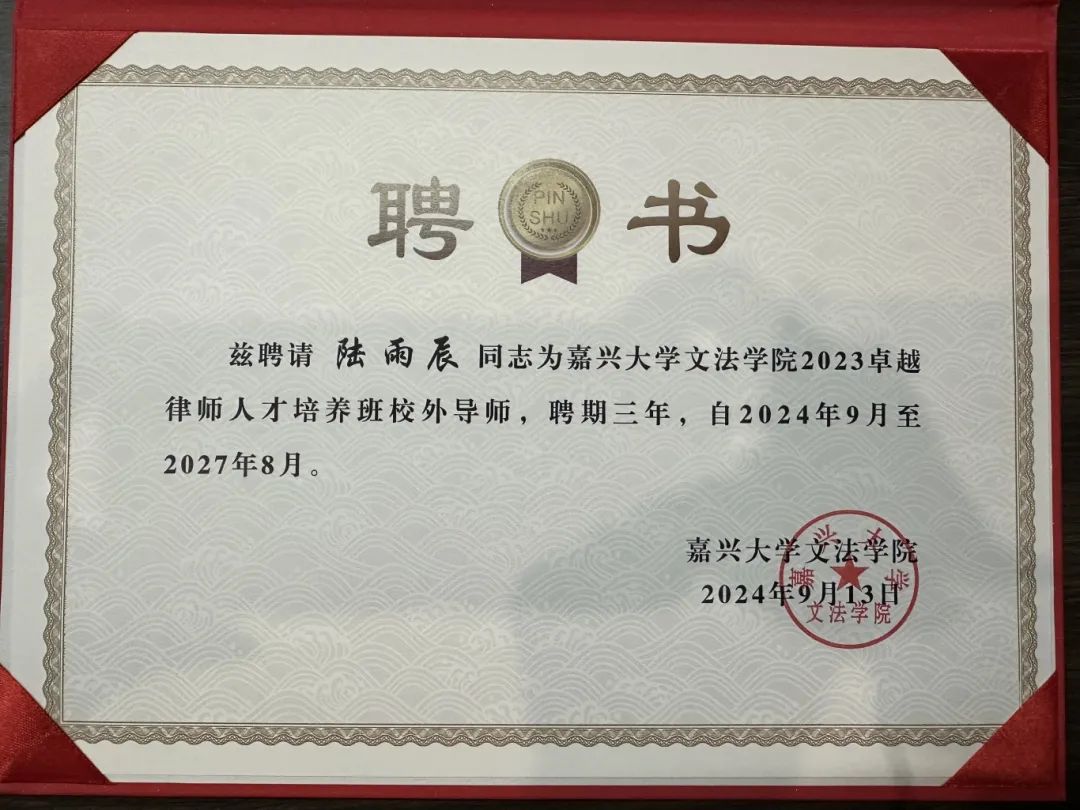 聘 书
PIN
SHU
兹聘请 陆雨辰 同志为嘉兴大学文法学院2023卓越
律师人才培养班校外导师，聘期三年，自2024年9月至
2027年8月。
嘉兴大学文法学院
2024年9月13日
嘉兴大学
文法学院